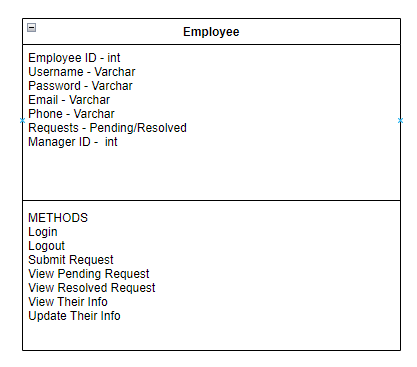 Employee
Employee ID - int
Username - Varchar
Password - Varchar
Email - Varchar
Phone - Varchar
Requests - Pending/Resolved
Manager ID - int
METHODS
Login
Logout
Submit Request
View Pending Request
View Resolved Request
View Their Info
Update Their Info